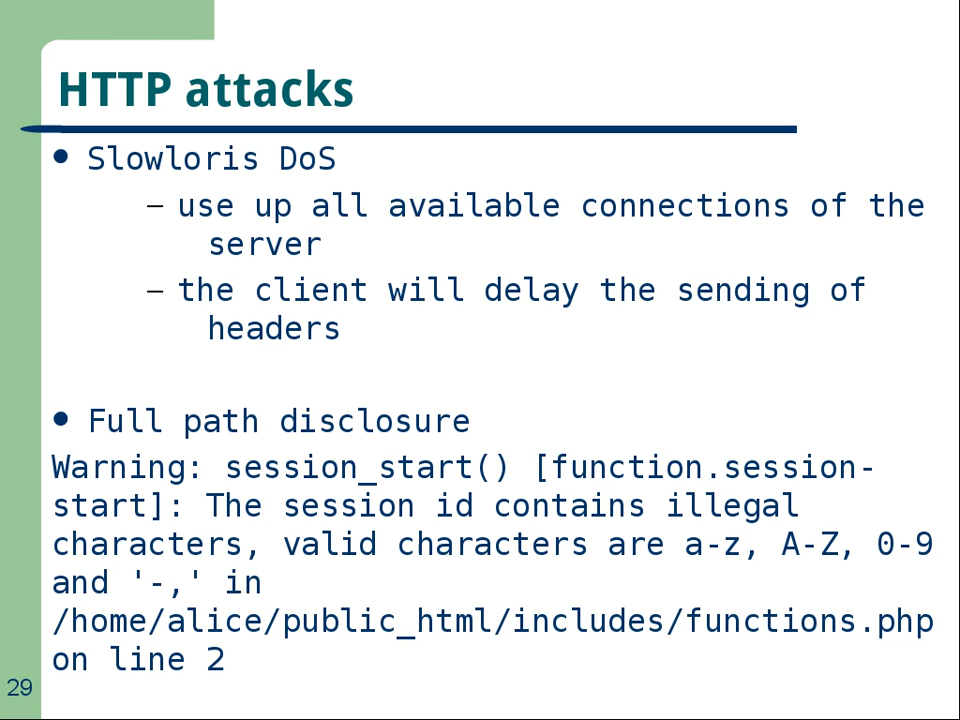 HTTP attacks
● Slowloris DoS
– use up all available connections of the
server
– the client will delay the sending of
headers
● Full path disclosure
Warning: session_start() [function.session-
start]: The session id contains illegal
characters, valid characters are a-z, A-Z, 0-9
and '-,' in
/home/alice/public_html/includes/functions.php
on line 2
29